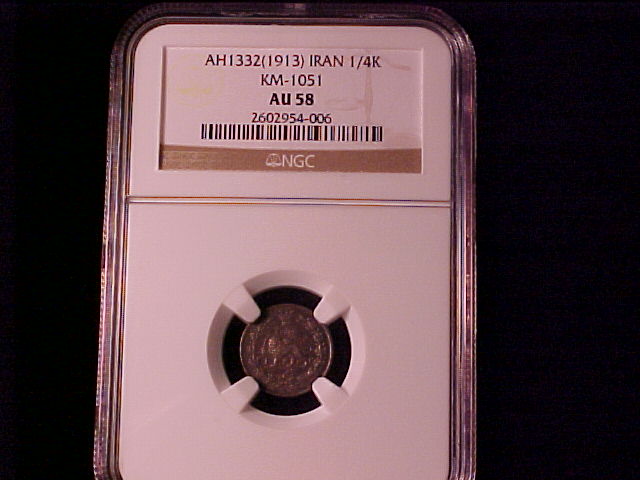 AH1332(1913) IRAN 1/4K
KM-1051
AU 58
2602954-006
NGC